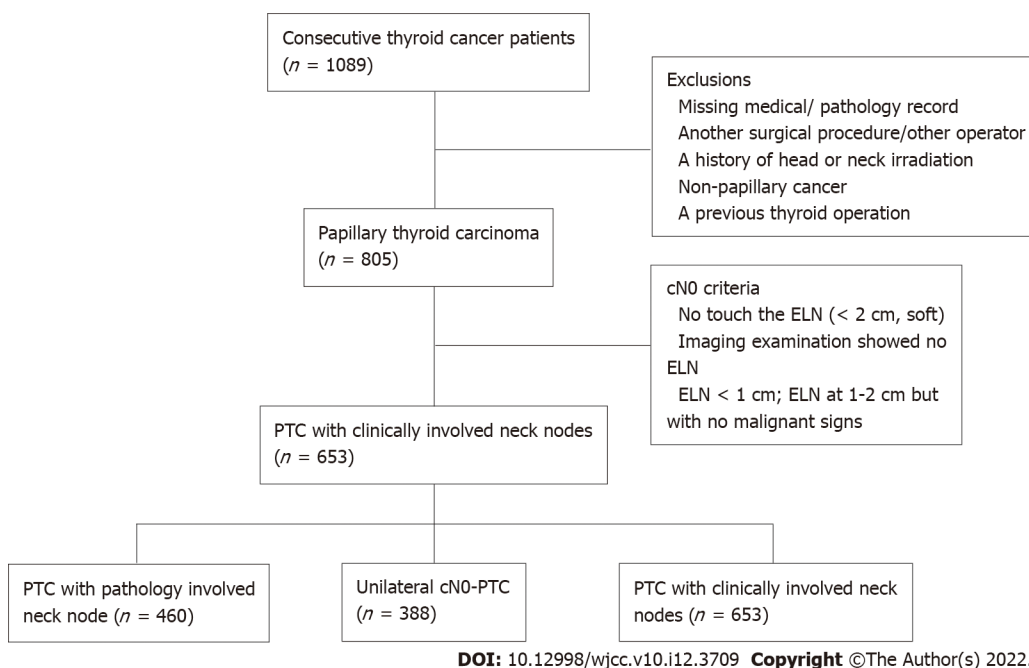 Consecutive thyroid cancer patients
(n = 1089)
Exclusions
Missing medical/ pathology record
Another surgical procedure/other operator
A history of head or neck irradiation
Non-papillary cancer
A previous thyroid operation
Papillary thyroid carcinoma
(n = 805)
cN0 criteria
No touch the ELN (< 2 cm, soft)
Imaging examination showed no
ELN
ELN < 1 cm; ELN at 1-2 cm but
with no malignant signs
PTC with clinically involved neck nodes
(n = 653)
PTC with pathology involved
neck node (n = 460)
Unilateral cN0-PTC
(n = 388)
PTC with clinically involved neck
nodes (n = 653)
DOI: 10.12998/wjcc.v10.i12.3709 Copyright ©The Author(s) 2022.